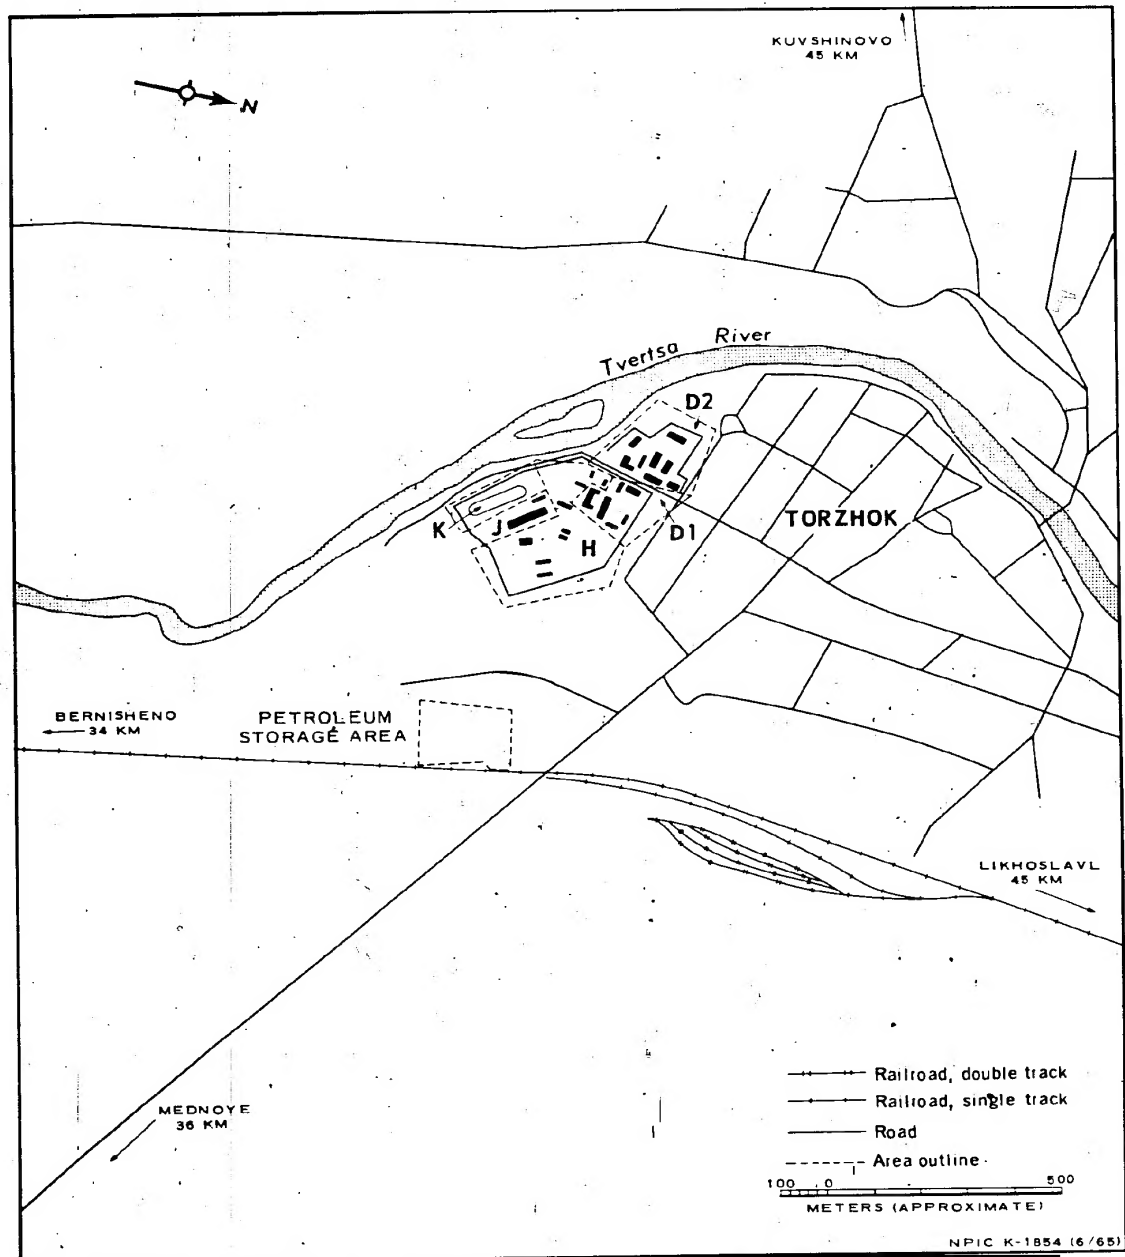 KUVSHINOVO
45 KM
N
Tvertsa River
D2
K
J
H
D1
TORZHOK
BERNISHENO
34 KM
PETROLEUM
STORAGE AREA
LIKHOSLAVL
45 KM
MEDNOYE
36 KM
Railroad, double track
Railroad, single track
Road
Area outline
100 0 500
METERS (APPROXIMATE)
NPIC K-1854 (6/65)